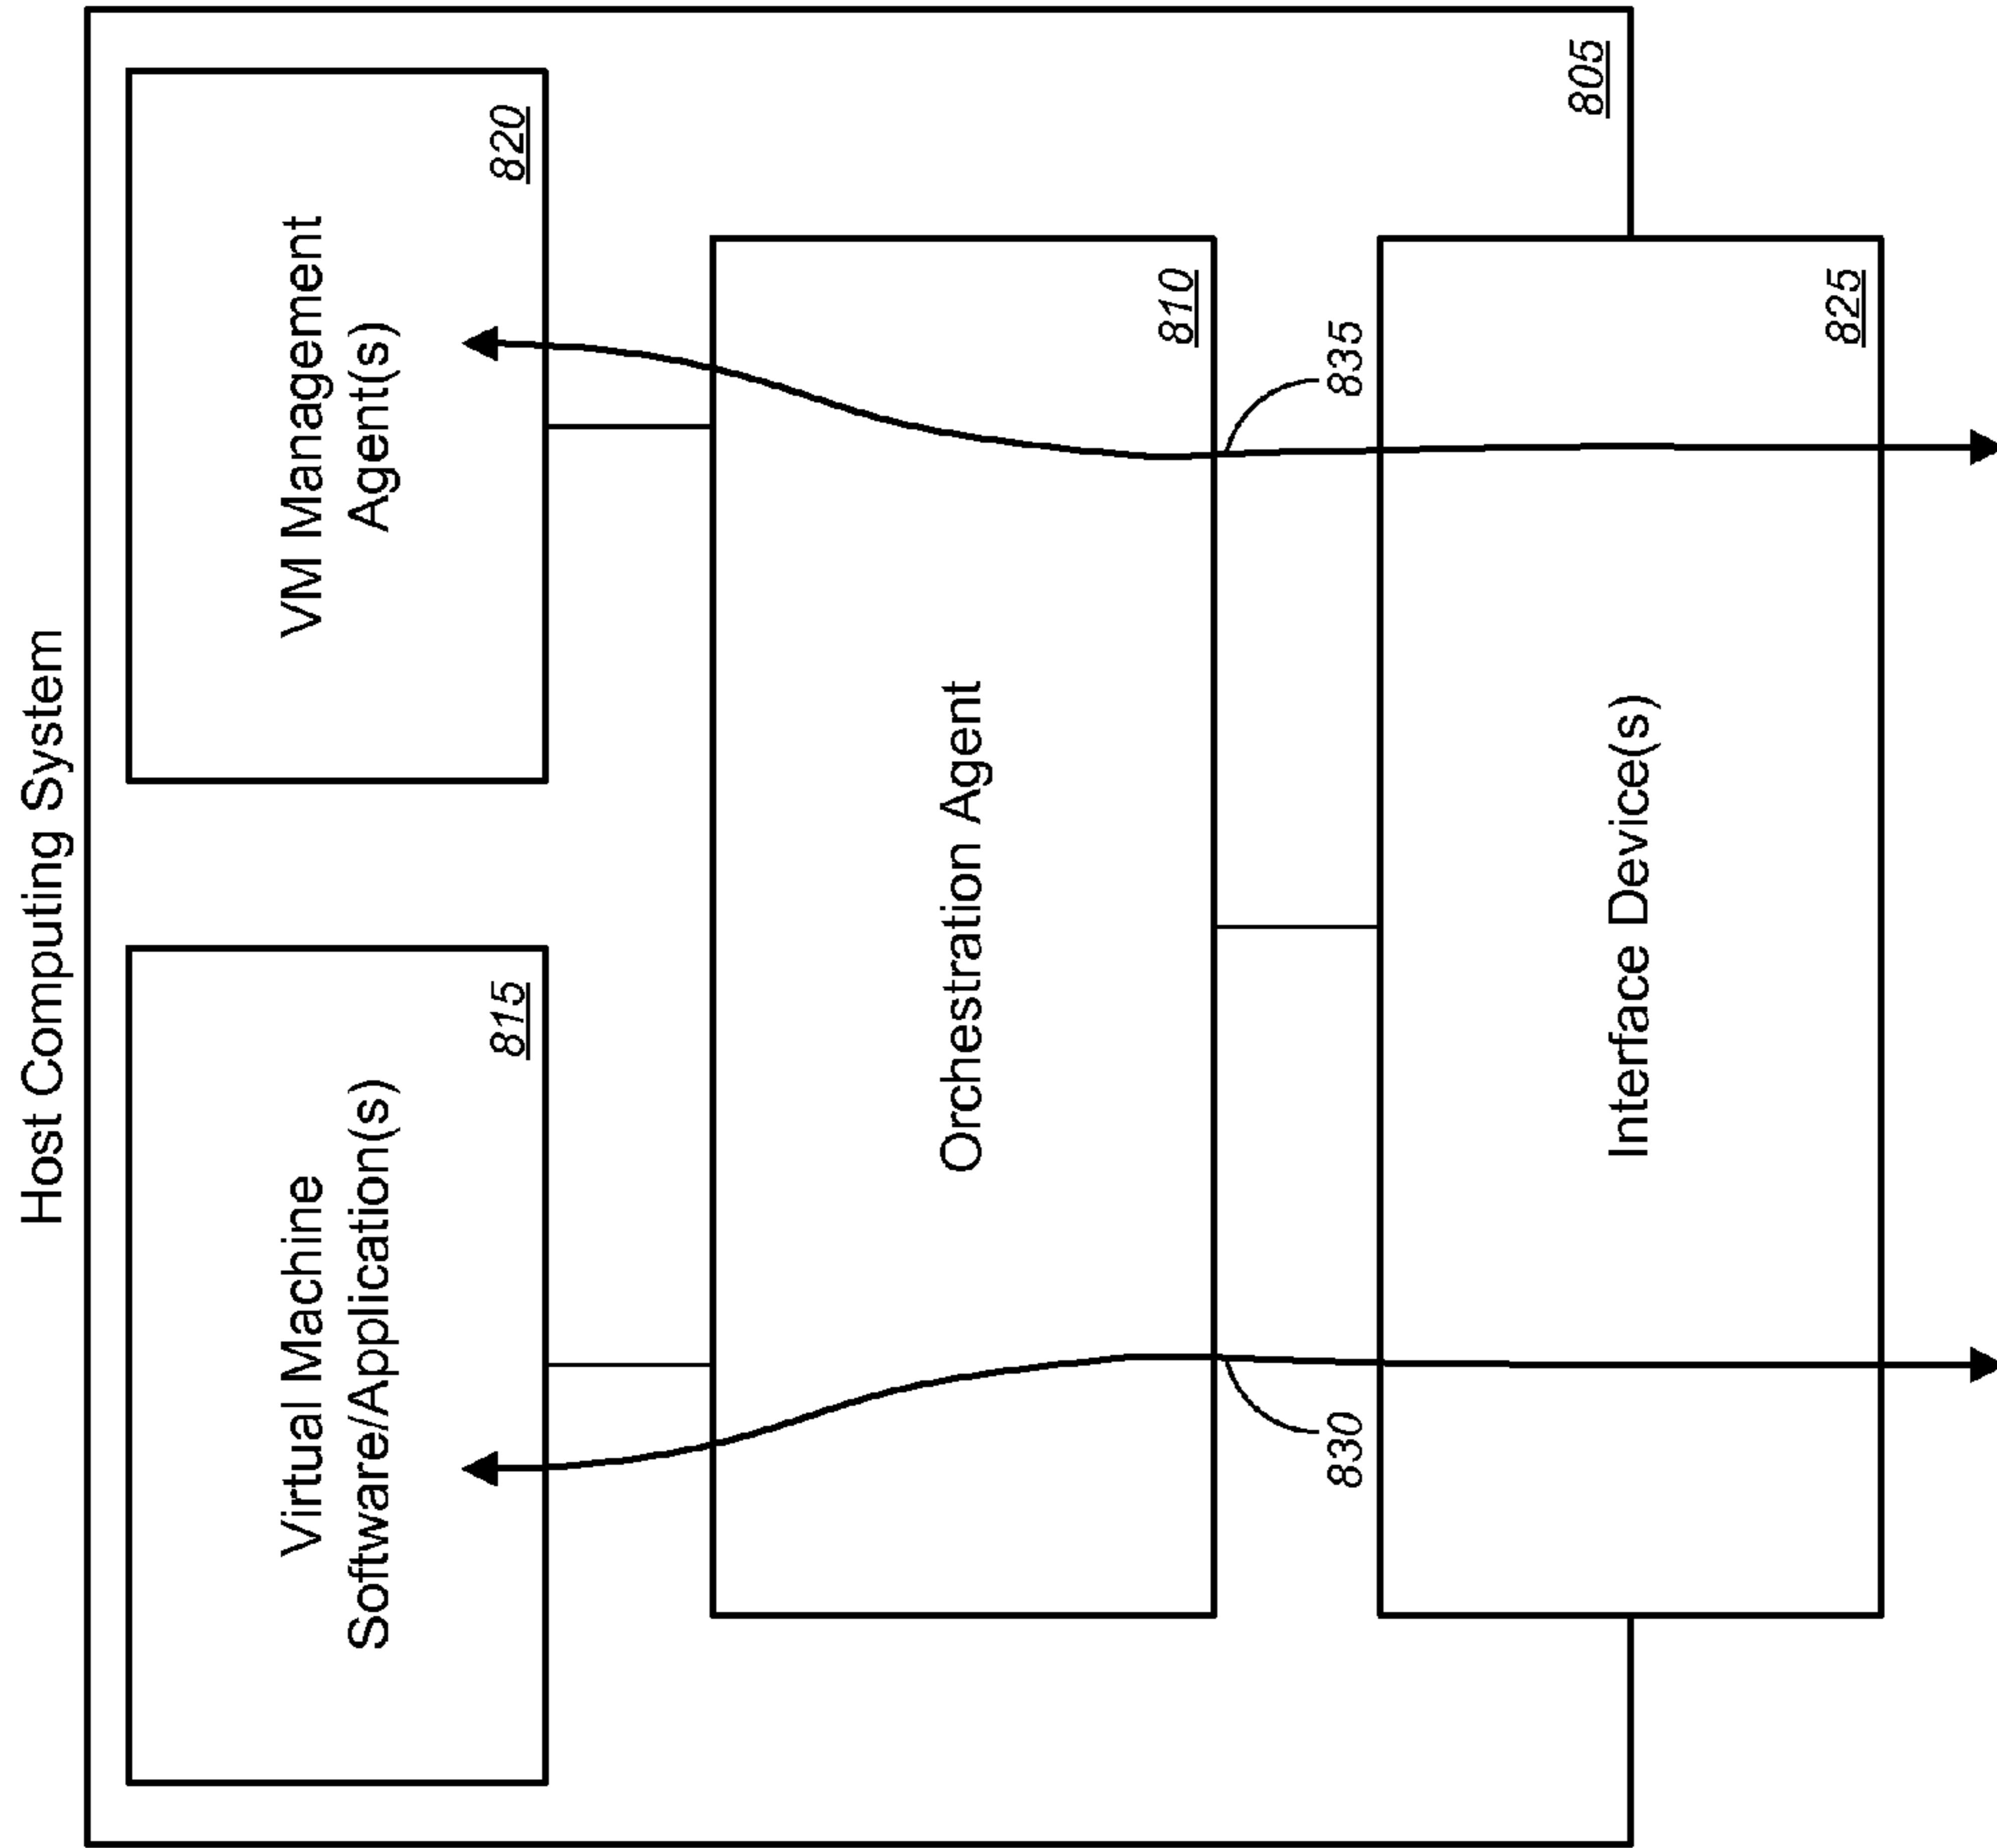 Host Computing System
Virtual Machine
Software/Application(s)
815
VM Management
Agent(s)
820
Orchestration Agent
810
830
835
805
Interface Device(s)
825